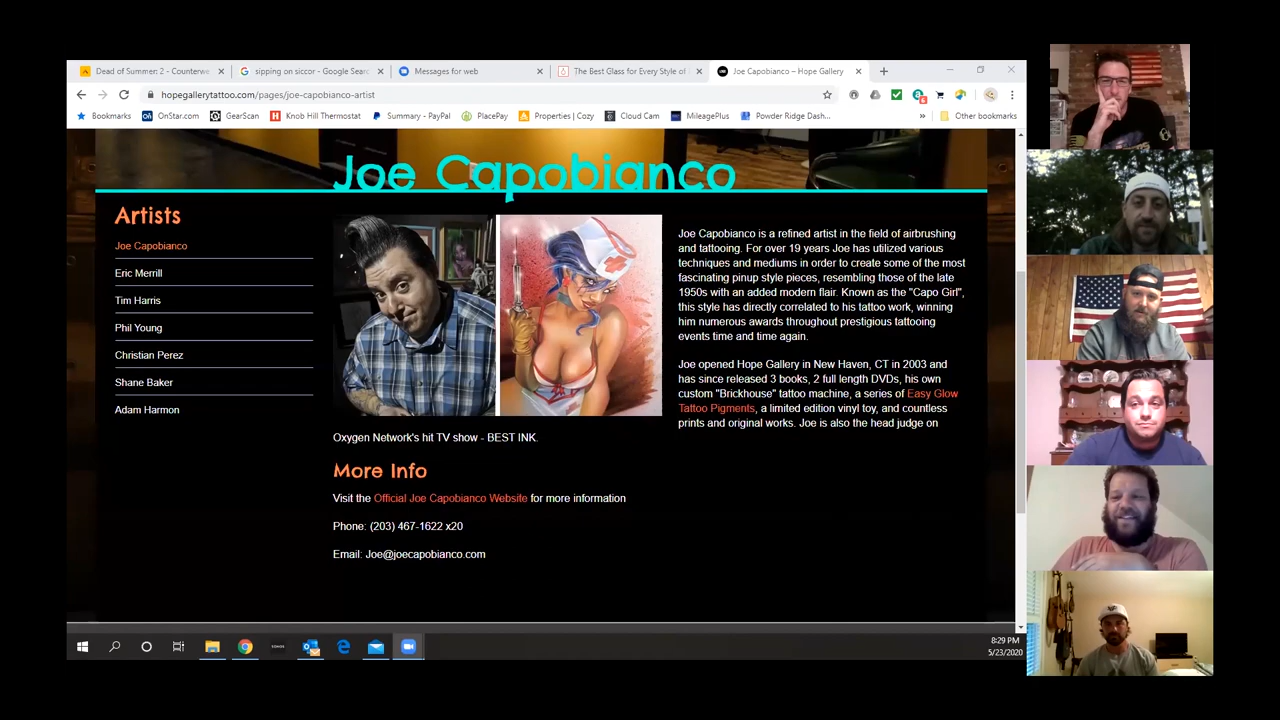 Dead of Summer: 2 - Counterwe
sipping on siccor - Google Sear
Messages for web
The Best Glass for Every Style of
Joe Capobianco – Hope Gallery
hopegallerytattoo.com/pages/joe-capobianco-artist
Bookmarks
OnStar.com
GearScan
Knob Hill Thermostat
Summary - PayPal
PlacePay
Properties | Cozy
Cloud Cam
MileagePlus
Powder Ridge Dash...
»
Other bookmarks
Joe Capobianco
Artists
Joe Capobianco
Eric Merrill
Tim Harris
Phil Young
Christian Perez
Shane Baker
Adam Harmon
Joe Capobianco is a refined artist in the field of airbrushing
and tattooing. For over 19 years Joe has utilized various
techniques and mediums in order to create some of the most
fascinating pinup style pieces, resembling those of the late
1950s with an added modern flair. Known as the "Capo Girl",
this style has directly correlated to his tattoo work, winning
him numerous awards throughout prestigious tattooing
events time and time again.
Joe opened Hope Gallery in New Haven, CT in 2003 and
has since released 3 books, 2 full length DVDs, his own
custom "Brickhouse" tattoo machine, a series of Easy Glow
Tattoo Pigments, a limited edition vinyl toy, and countless
prints and original works. Joe is also the head judge on
Oxygen Network's hit TV show - BEST INK.
More Info
Visit the Official Joe Capobianco Website for more information
Phone: (203) 467-1622 x20
Email: Joe@joecapobianco.com
SONOS
8:29 PM
5/23/2020